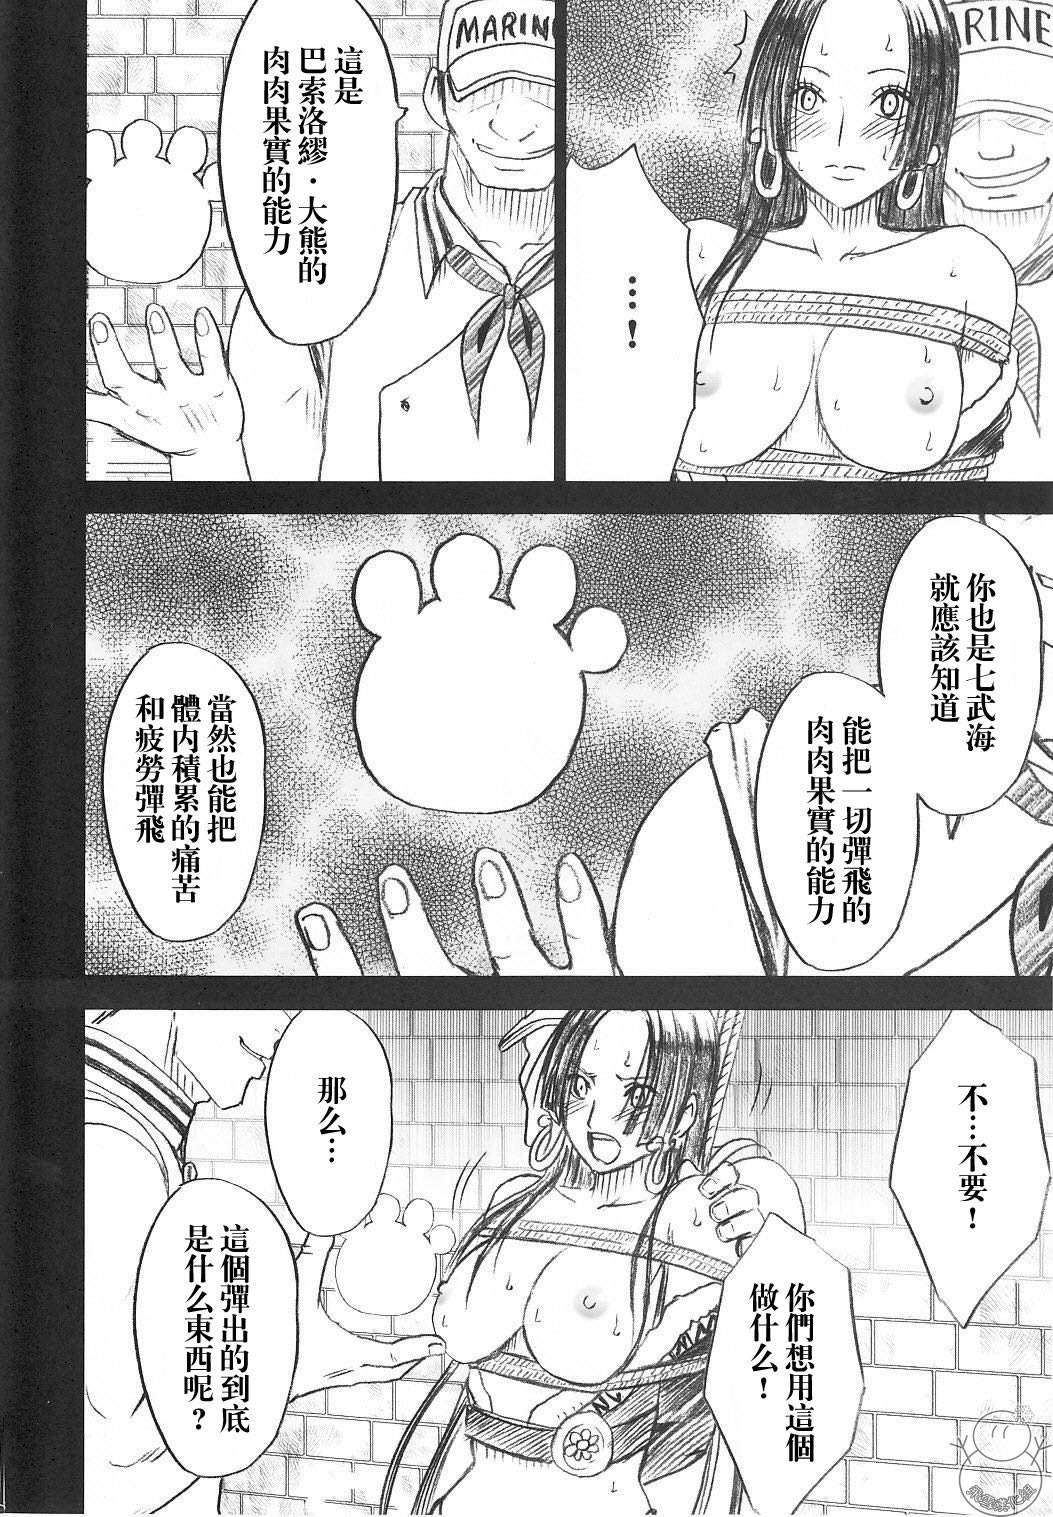 MARINE
RINE
…！
這是
巴索洛繆·大熊的
肉肉果實的能力
你也是七武海
就應該知道
能把一切彈飛的
肉肉果實的能力
當然也能把
體內積累的痛苦
和疲勞彈飛
不…不要！
你們想用這個
做什么！
那么…
這個彈出的到底
是什么東西呢？